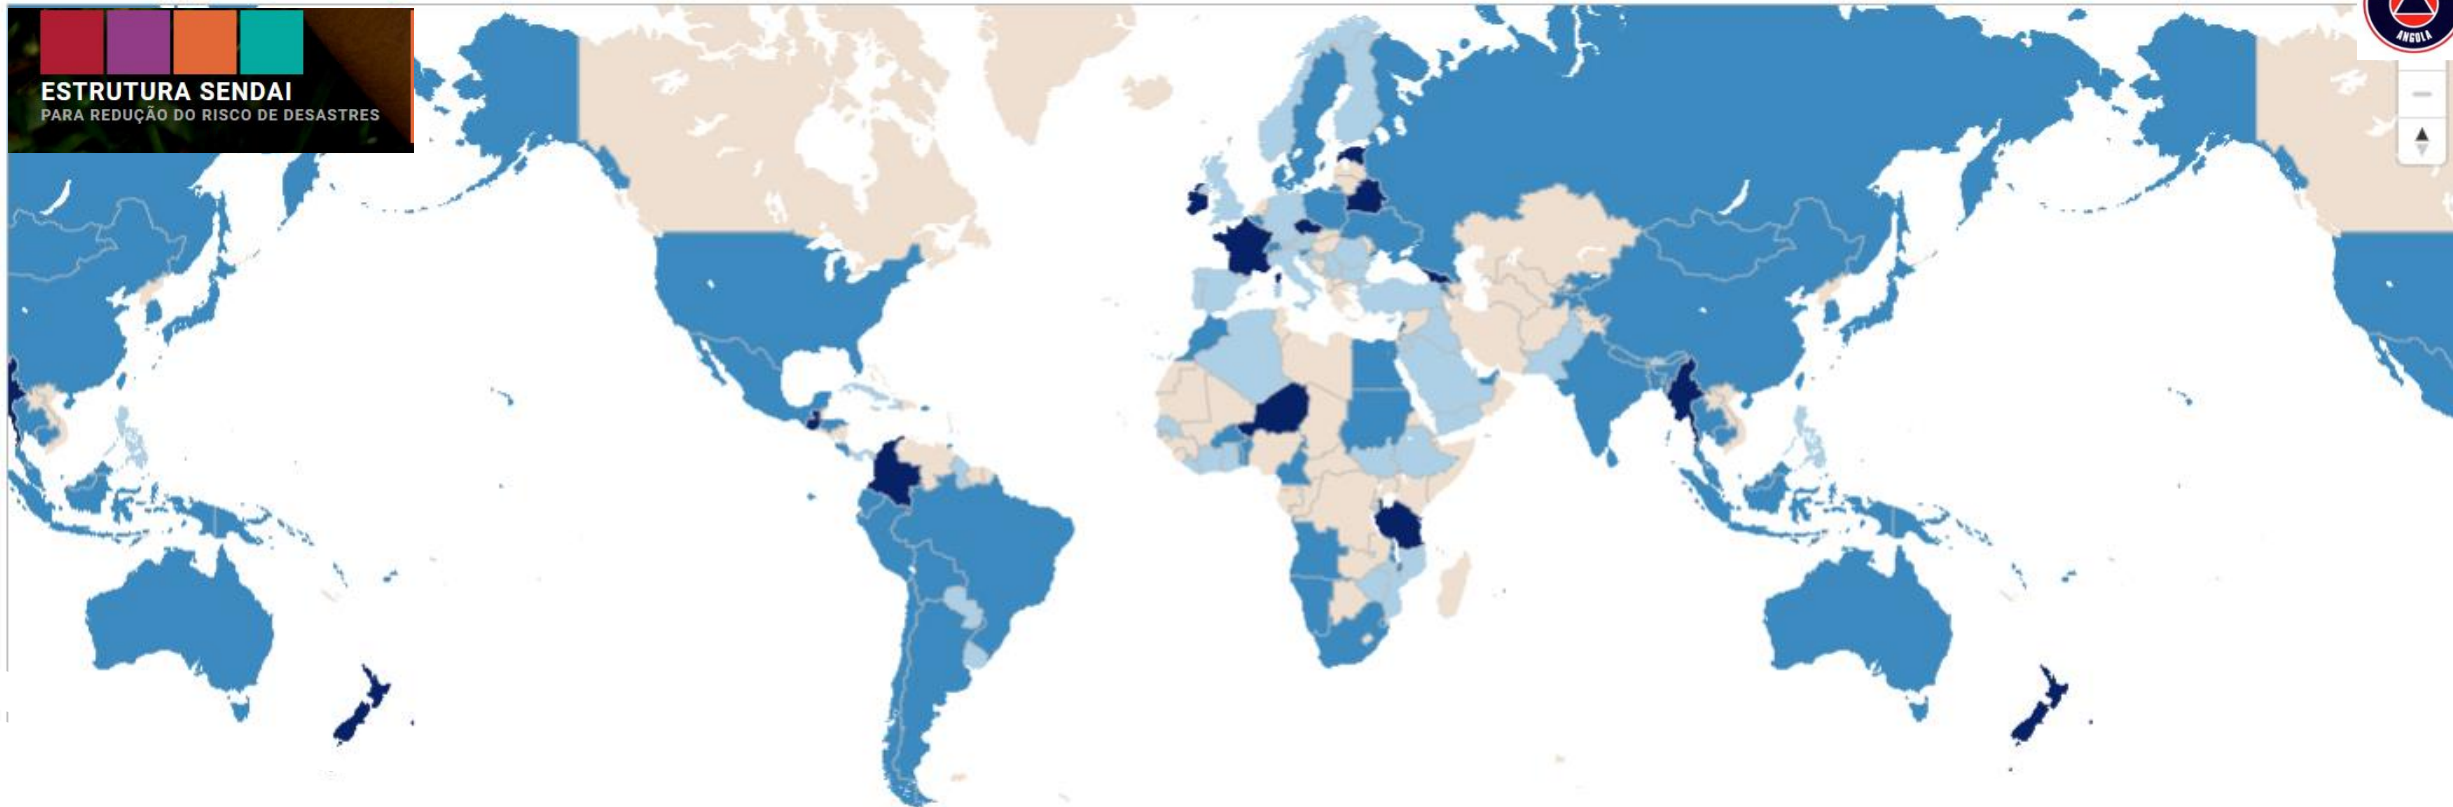 ESTRUTURA SENDAI
PARA REDUÇÃO DO RISCO DE DESASTRES
ANGOLA